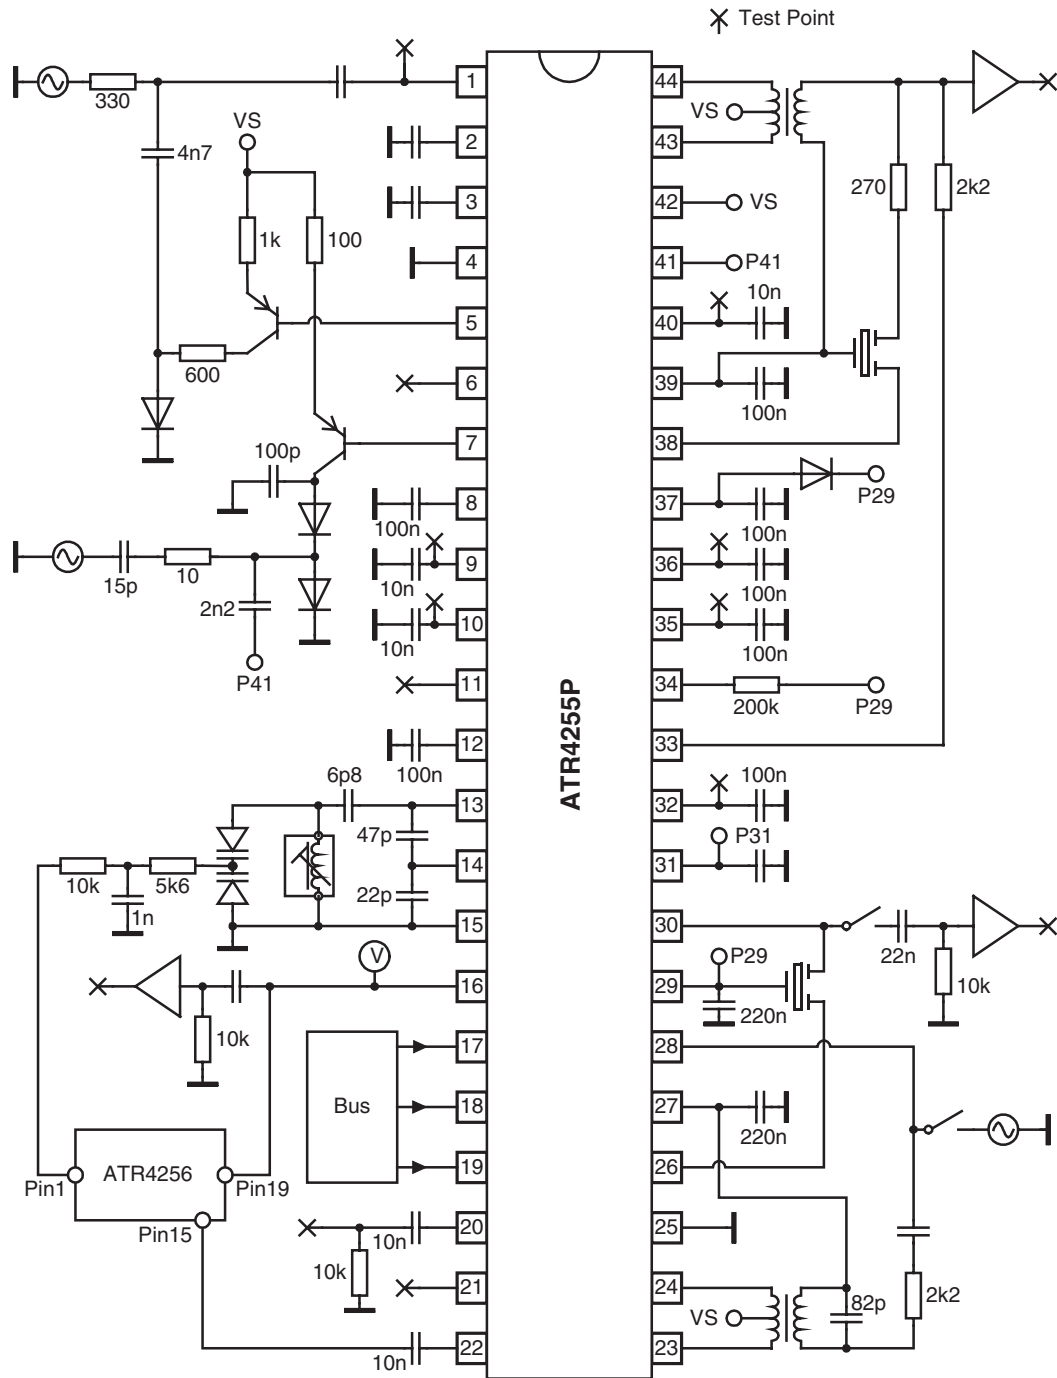 Test Point
330
1
44
VS
VS
4n7
2
43
270
2k2
3
42
VS
1k
100
4
41
P41
10n
5
40
600
6
39
100n
100p
7
38
8
37
P29
100n
100n
15p
10
9
36
10n
100n
2n2
10
35
10n
100n
P41
11
34
200k
P29
ATR4255P
12
33
100n
6p8
13
32
100n
47p
P31
10k
5k6
14
31
1n
22p
15
30
22n
V
P29
16
29
10k
10k
220n
17
28
Bus
18
27
220n
ATR4256
19
26
Pin1
Pin19
Pin15
20
25
10n
10k
21
24
82p
2k2
VS
22
23
10n